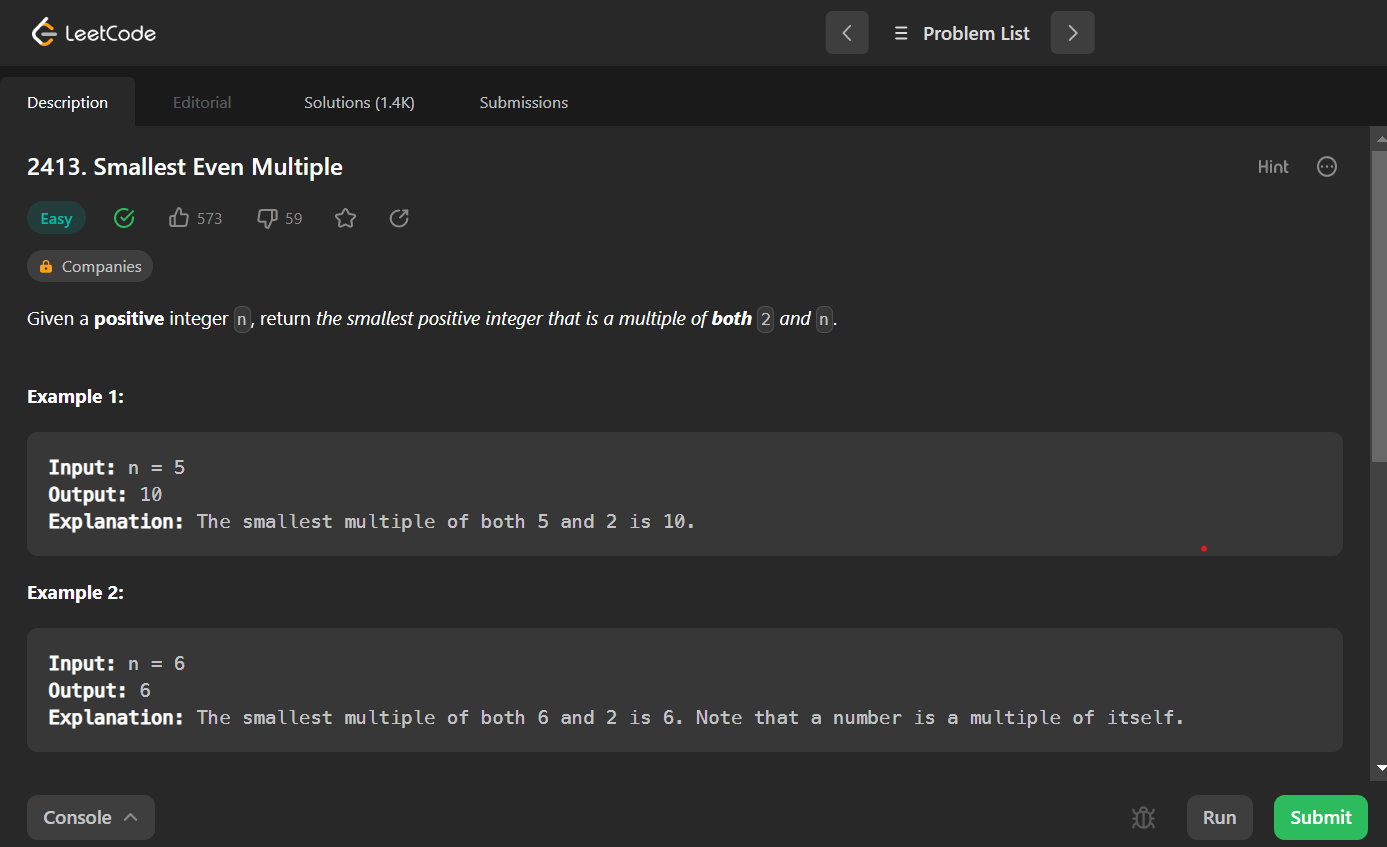 LeetCode
Problem List
Description Editorial Solutions (1.4K) Submissions
2413. Smallest Even Multiple Hint
Easy 573 59
Companies
Given a positive integer n, return the smallest positive integer that is a multiple of both 2 and n.
Example 1:
Input: n = 5
Output: 10
Explanation: The smallest multiple of both 5 and 2 is 10.
Example 2:
Input: n = 6
Output: 6
Explanation: The smallest multiple of both 6 and 2 is 6. Note that a number is a multiple of itself.
Console Run Submit